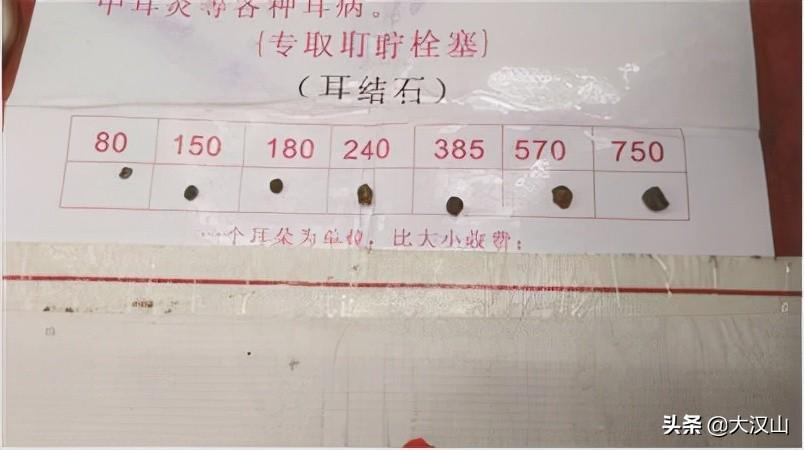 中耳炎等各种耳病。
{专取耵聍栓塞}
(耳结石)
80 150 180 240 385 570 750
一个耳朵为单位,比大小收费;
头条 @大汉山